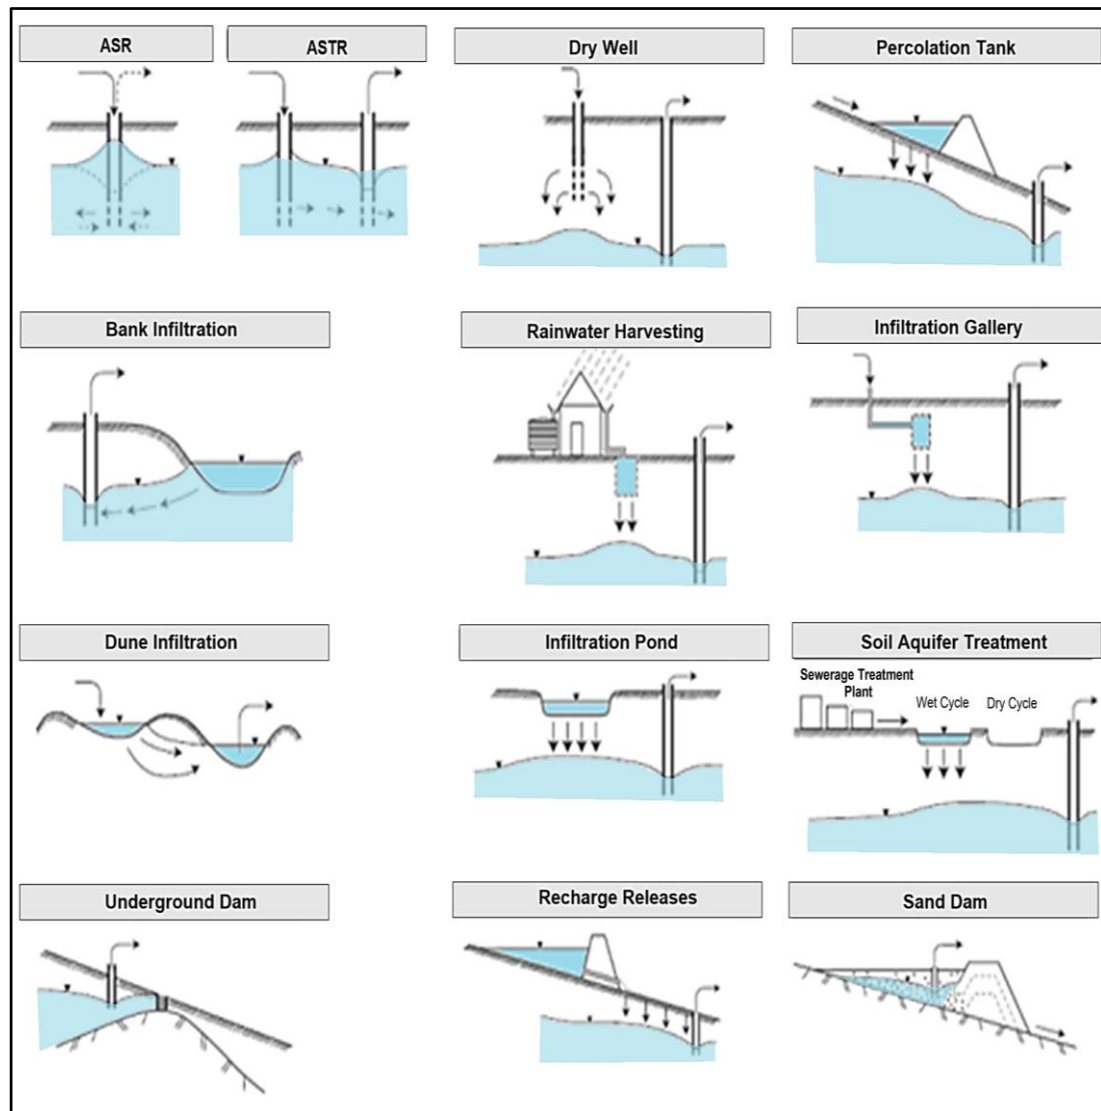 ASR
ASTR
Dry Well
Percolation Tank
Bank Infiltration
Rainwater Harvesting
Infiltration Gallery
Dune Infiltration
Infiltration Pond
Soil Aquifer Treatment
Sewerage Treatment
Plant
Wet Cycle
Dry Cycle
Underground Dam
Recharge Releases
Sand Dam